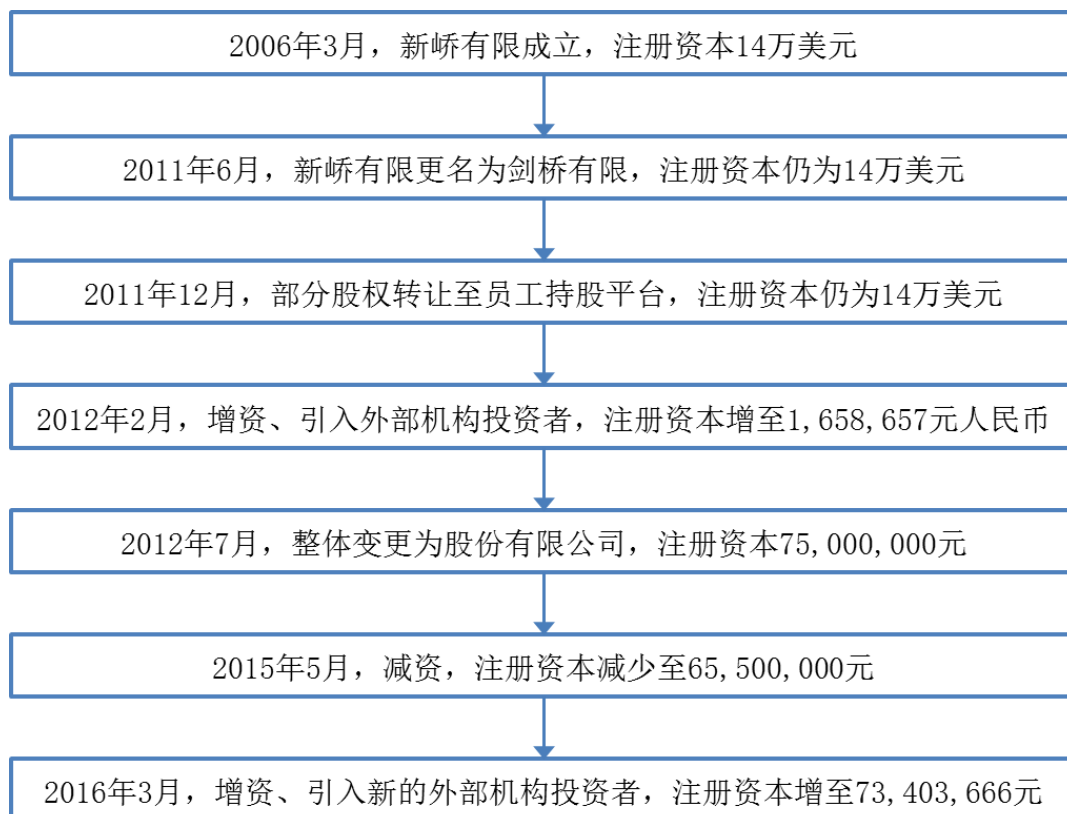 2006年3月，新峤有限成立，注册资本14万美元
2011年6月，新峤有限更名为剑桥有限，注册资本仍为14万美元
2011年12月，部分股权转让至员工持股平台，注册资本仍为14万美元
2012年2月，增资、引入外部机构投资者，注册资本增至1,658,657元人民币
2012年7月，整体变更为股份有限公司，注册资本75,000,000元
2015年5月，减资，注册资本减少至65,500,000元
2016年3月，增资、引入新的外部机构投资者，注册资本增至73,403,666元